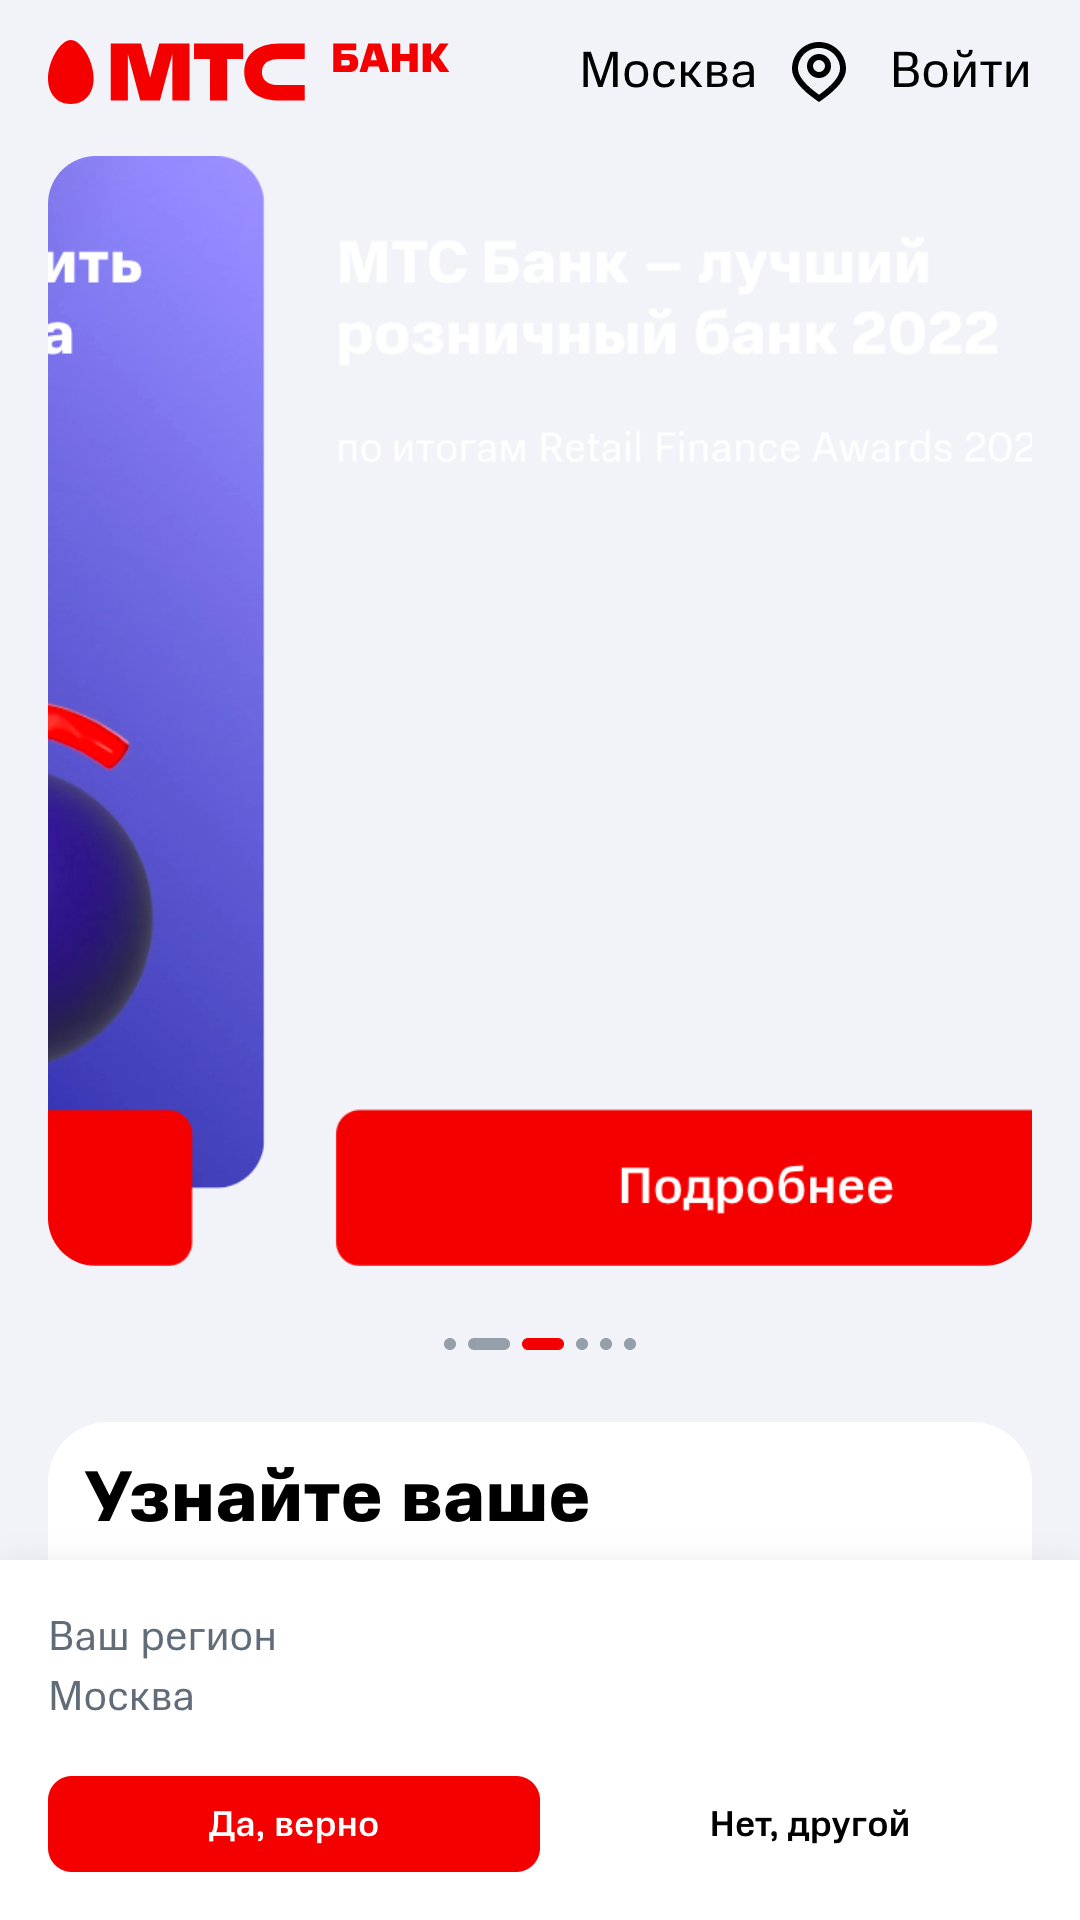 МТС БАНК
Москва
Войти
МТС Банк – лучший
розничный банк 2022
по итогам Retail Finance Awards 202
Подробнее
Узнайте ваше
Ваш регион
Москва
Да, верно
Нет, другой